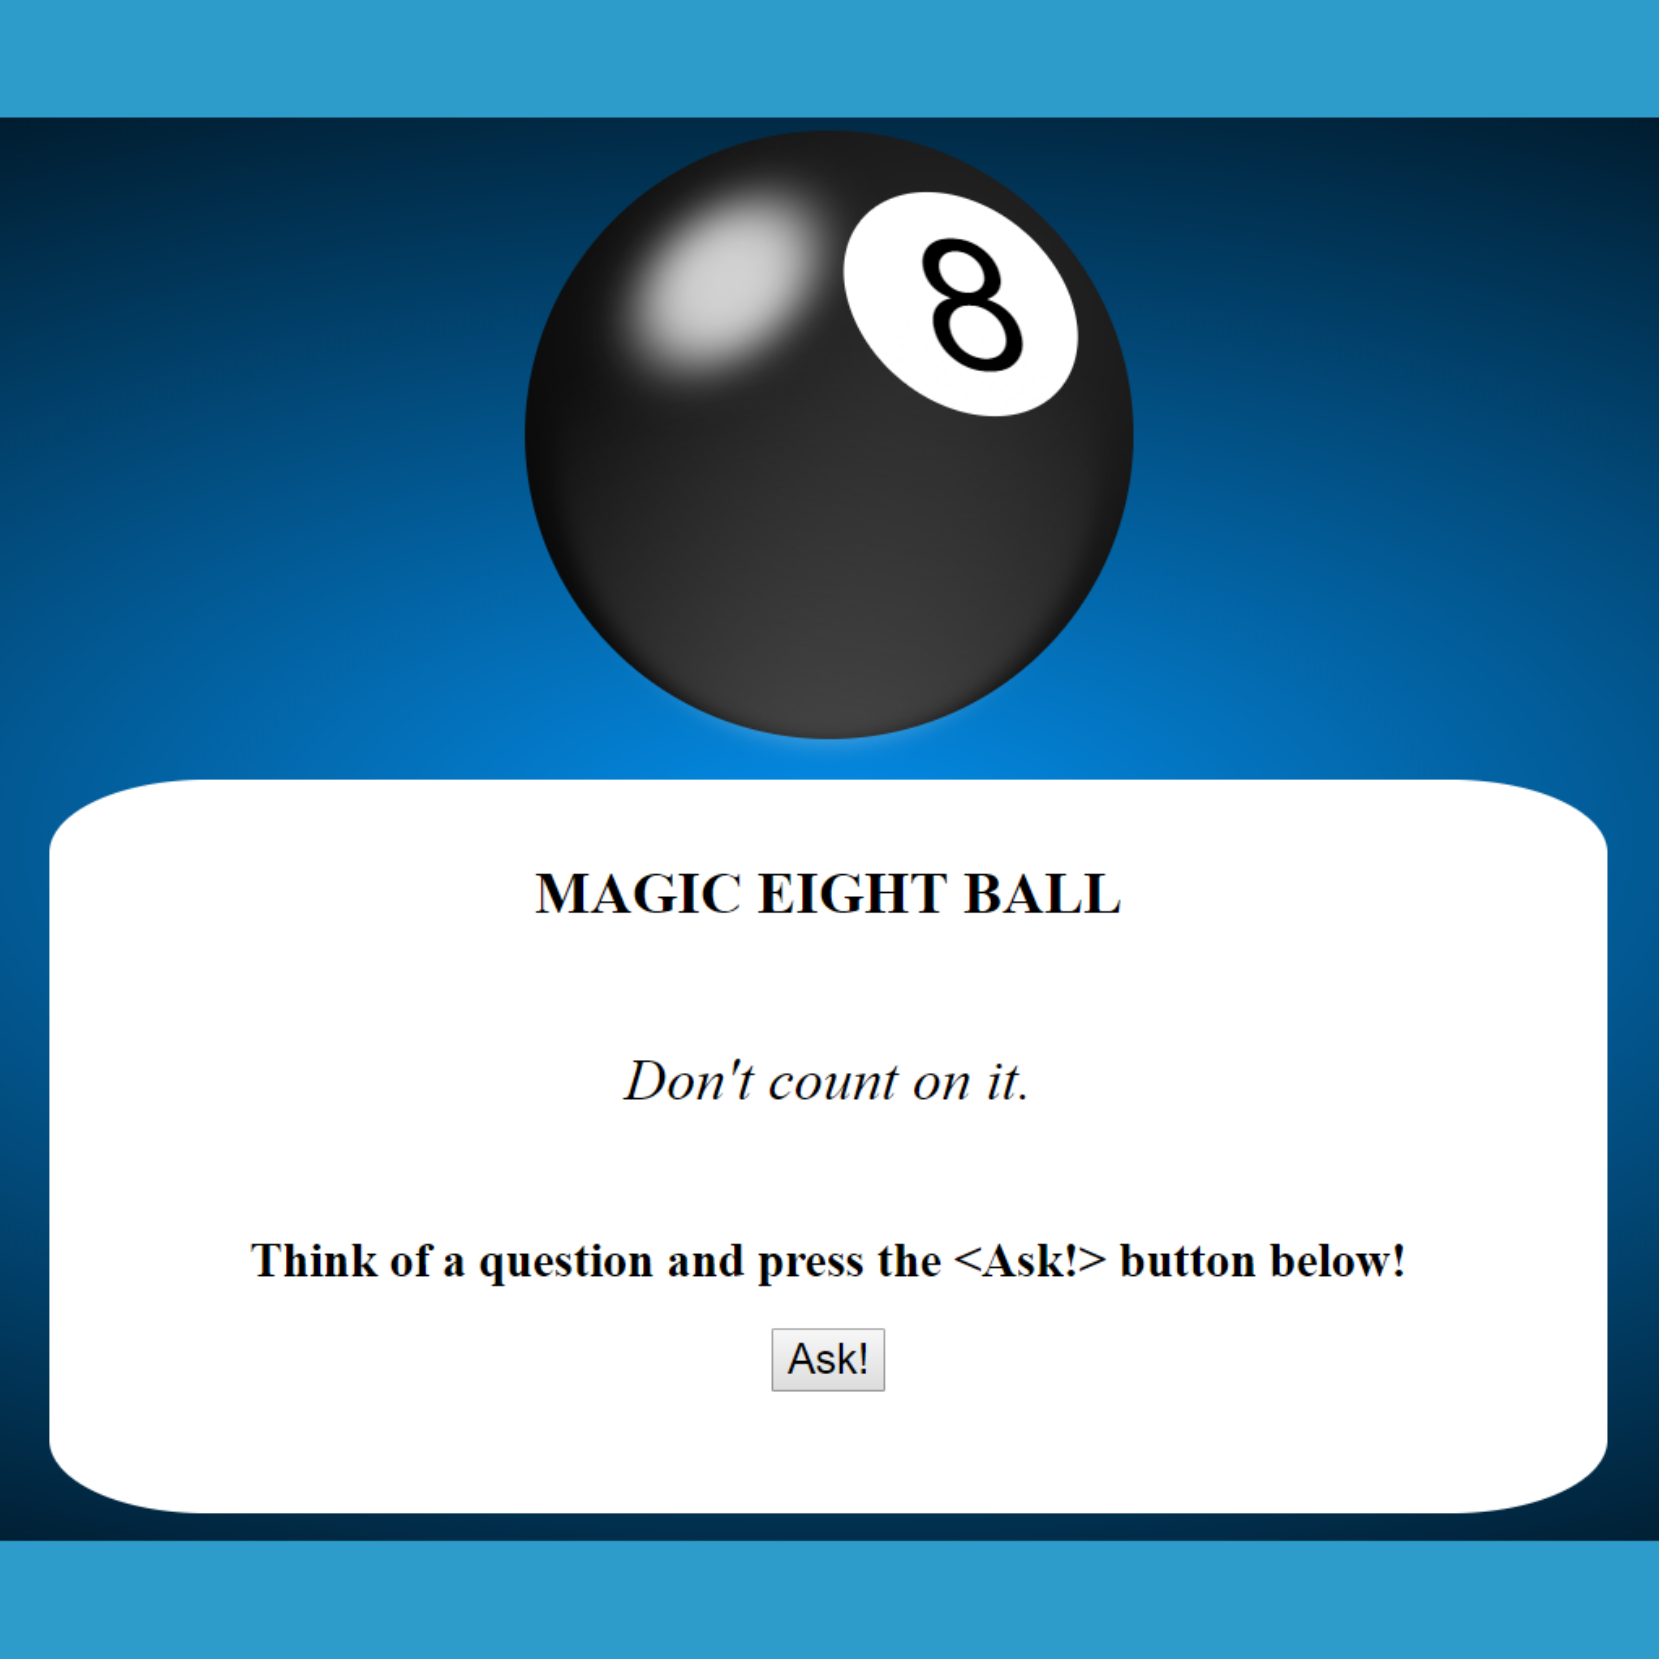 8
MAGIC EIGHT BALL
Don't count on it.
Think of a question and press the <Ask!> button below!
Ask!